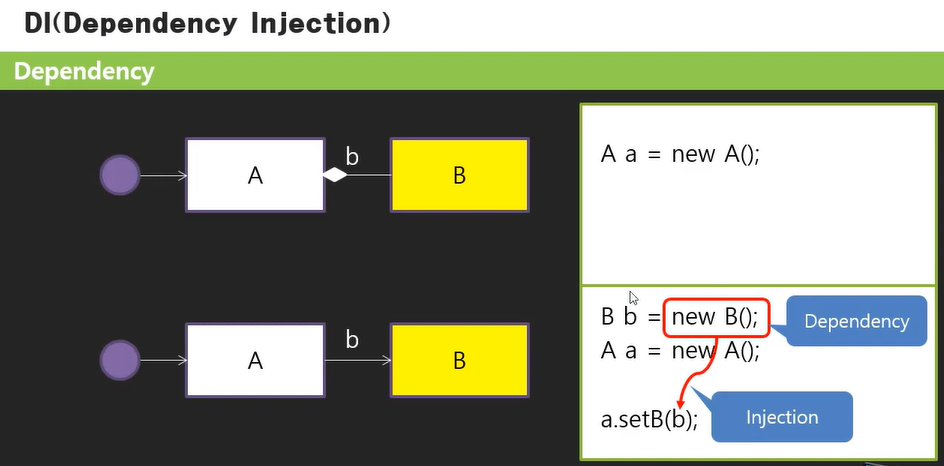 DI(Dependency Injection)
Dependency
A
b
B
A a = new A();
A
b
B
B b = new B();
Dependency
A a = new A();
a.setB(b);
Injection